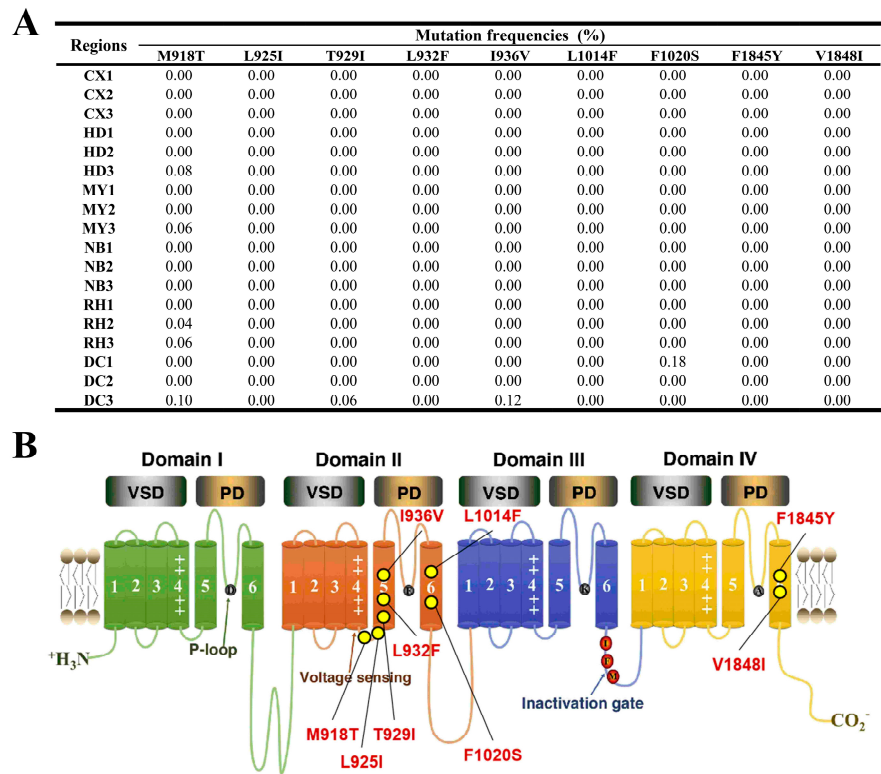 A
Regions Mutation frequencies (%)
M918T L925I T929I L932F I936V L1014F F1020S F1845Y V1848I
CX1 0.00 0.00 0.00 0.00 0.00 0.00 0.00 0.00 0.00
CX2 0.00 0.00 0.00 0.00 0.00 0.00 0.00 0.00 0.00
CX3 0.00 0.00 0.00 0.00 0.00 0.00 0.00 0.00 0.00
HD1 0.00 0.00 0.00 0.00 0.00 0.00 0.00 0.00 0.00
HD2 0.00 0.00 0.00 0.00 0.00 0.00 0.00 0.00 0.00
HD3 0.08 0.00 0.00 0.00 0.00 0.00 0.00 0.00 0.00
MY1 0.00 0.00 0.00 0.00 0.00 0.00 0.00 0.00 0.00
MY2 0.00 0.00 0.00 0.00 0.00 0.00 0.00 0.00 0.00
MY3 0.06 0.00 0.00 0.00 0.00 0.00 0.00 0.00 0.00
NB1 0.00 0.00 0.00 0.00 0.00 0.00 0.00 0.00 0.00
NB2 0.00 0.00 0.00 0.00 0.00 0.00 0.00 0.00 0.00
NB3 0.00 0.00 0.00 0.00 0.00 0.00 0.00 0.00 0.00
RH1 0.00 0.00 0.00 0.00 0.00 0.00 0.00 0.00 0.00
RH2 0.04 0.00 0.00 0.00 0.00 0.00 0.00 0.00 0.00
RH3 0.06 0.00 0.00 0.00 0.00 0.00 0.00 0.00 0.00
DC1 0.00 0.00 0.00 0.00 0.00 0.00 0.18 0.00 0.00
DC2 0.00 0.00 0.00 0.00 0.00 0.00 0.00 0.00 0.00
DC3 0.10 0.00 0.06 0.00 0.12 0.00 0.00 0.00 0.00
B
Domain I Domain II Domain III Domain IV
VSD PD VSD PD VSD PD VSD PD
I936V L1014F F1845Y
1 2 3 4 5 6 1 2 3 4 5 6 1 2 3 4 5 6 1 2 3 4 5
++++ ++++ ++++ ++++
P-loop
L932F
Voltage sensing
V1848I
⁺H₃N
I
F
M
Inactivation gate
CO₂⁻
M918T T929I
L925I
F1020S